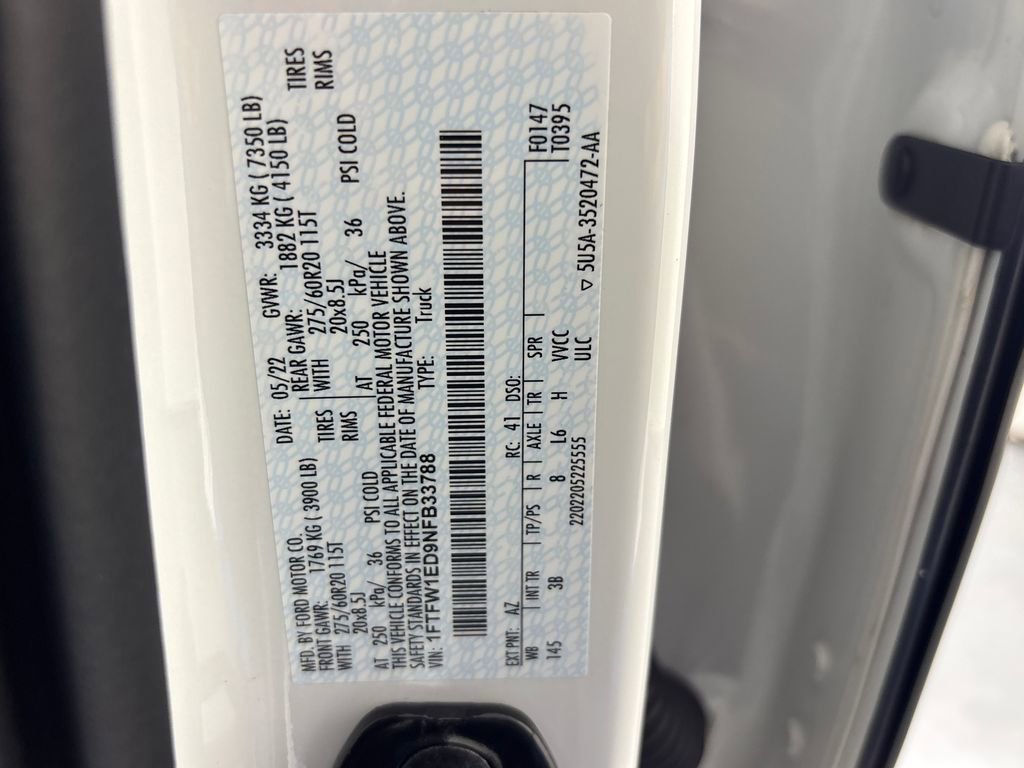 MFD. BY FORD MOTOR CO. DATE: 05/22 GVWR: 3334 KG ( 7350 LB)
FRONT GAWR: 1769 KG ( 3900 LB) REAR GAWR: 1882 KG ( 4150 LB)
WITH 275/60R20 115T TIRES WITH 275/60R20 115T TIRES
20x8.5J RIMS 20x8.5J RIMS
AT 250 kPa/ 36 PSI COLD AT 250 kPa/ 36 PSI COLD
THIS VEHICLE CONFORMS TO ALL APPLICABLE FEDERAL MOTOR VEHICLE
SAFETY STANDARDS IN EFFECT ON THE DATE OF MANUFACTURE SHOWN ABOVE.
VIN: 1FTFW1ED9NFB33788 TYPE: Truck
EXT PNT: AZ RC: 41 DSO: F0147
WB INT TR TP/PS R AXLE TR SPR T0395
145 3B 8 L6 H VVCC
ULC
2202205225555 ▽ 5U5A-3520472-AA